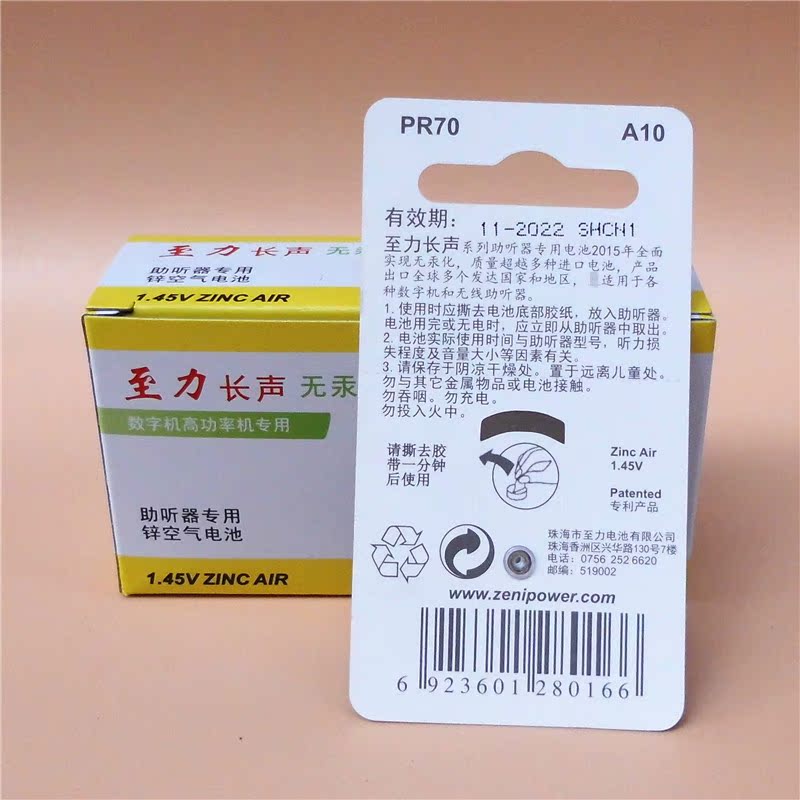 PR70
A10
有效期：
11-2022 SHCN1
至力长声系列助听器专用电池2015年全面
实现无汞化，质量超越多种进口电池，产品
出口全球多个发达国家和地区，适用于各
种数字机和无线助听器。
1. 使用时应撕去电池底部胶纸，放入助听器。
电池用完或无电时，应立即从助听器中取出。
2. 电池实际使用时间与助听器型号，听力损
失程度及音量大小等因素有关。
3. 请保存于阴凉干燥处。置于远离儿童处。
勿与其它金属物品或电池接触。
勿吞咽。勿充电。
勿投入火中。
请撕去胶
带一分钟
后使用
Zinc Air
1.45V
Patented
专利产品
珠海市至力电池有限公司
珠海香洲区兴华路130号7楼
电话：0756 252 6620
邮编：519002
www.zenipower.com
6 923601 280166
至力长声 无汞
助听器专用
锌空气电池
1.45V ZINC AIR
至力长声 无汞
数字机高功率机专用
助听器专用
锌空气电池
1.45V ZINC AIR